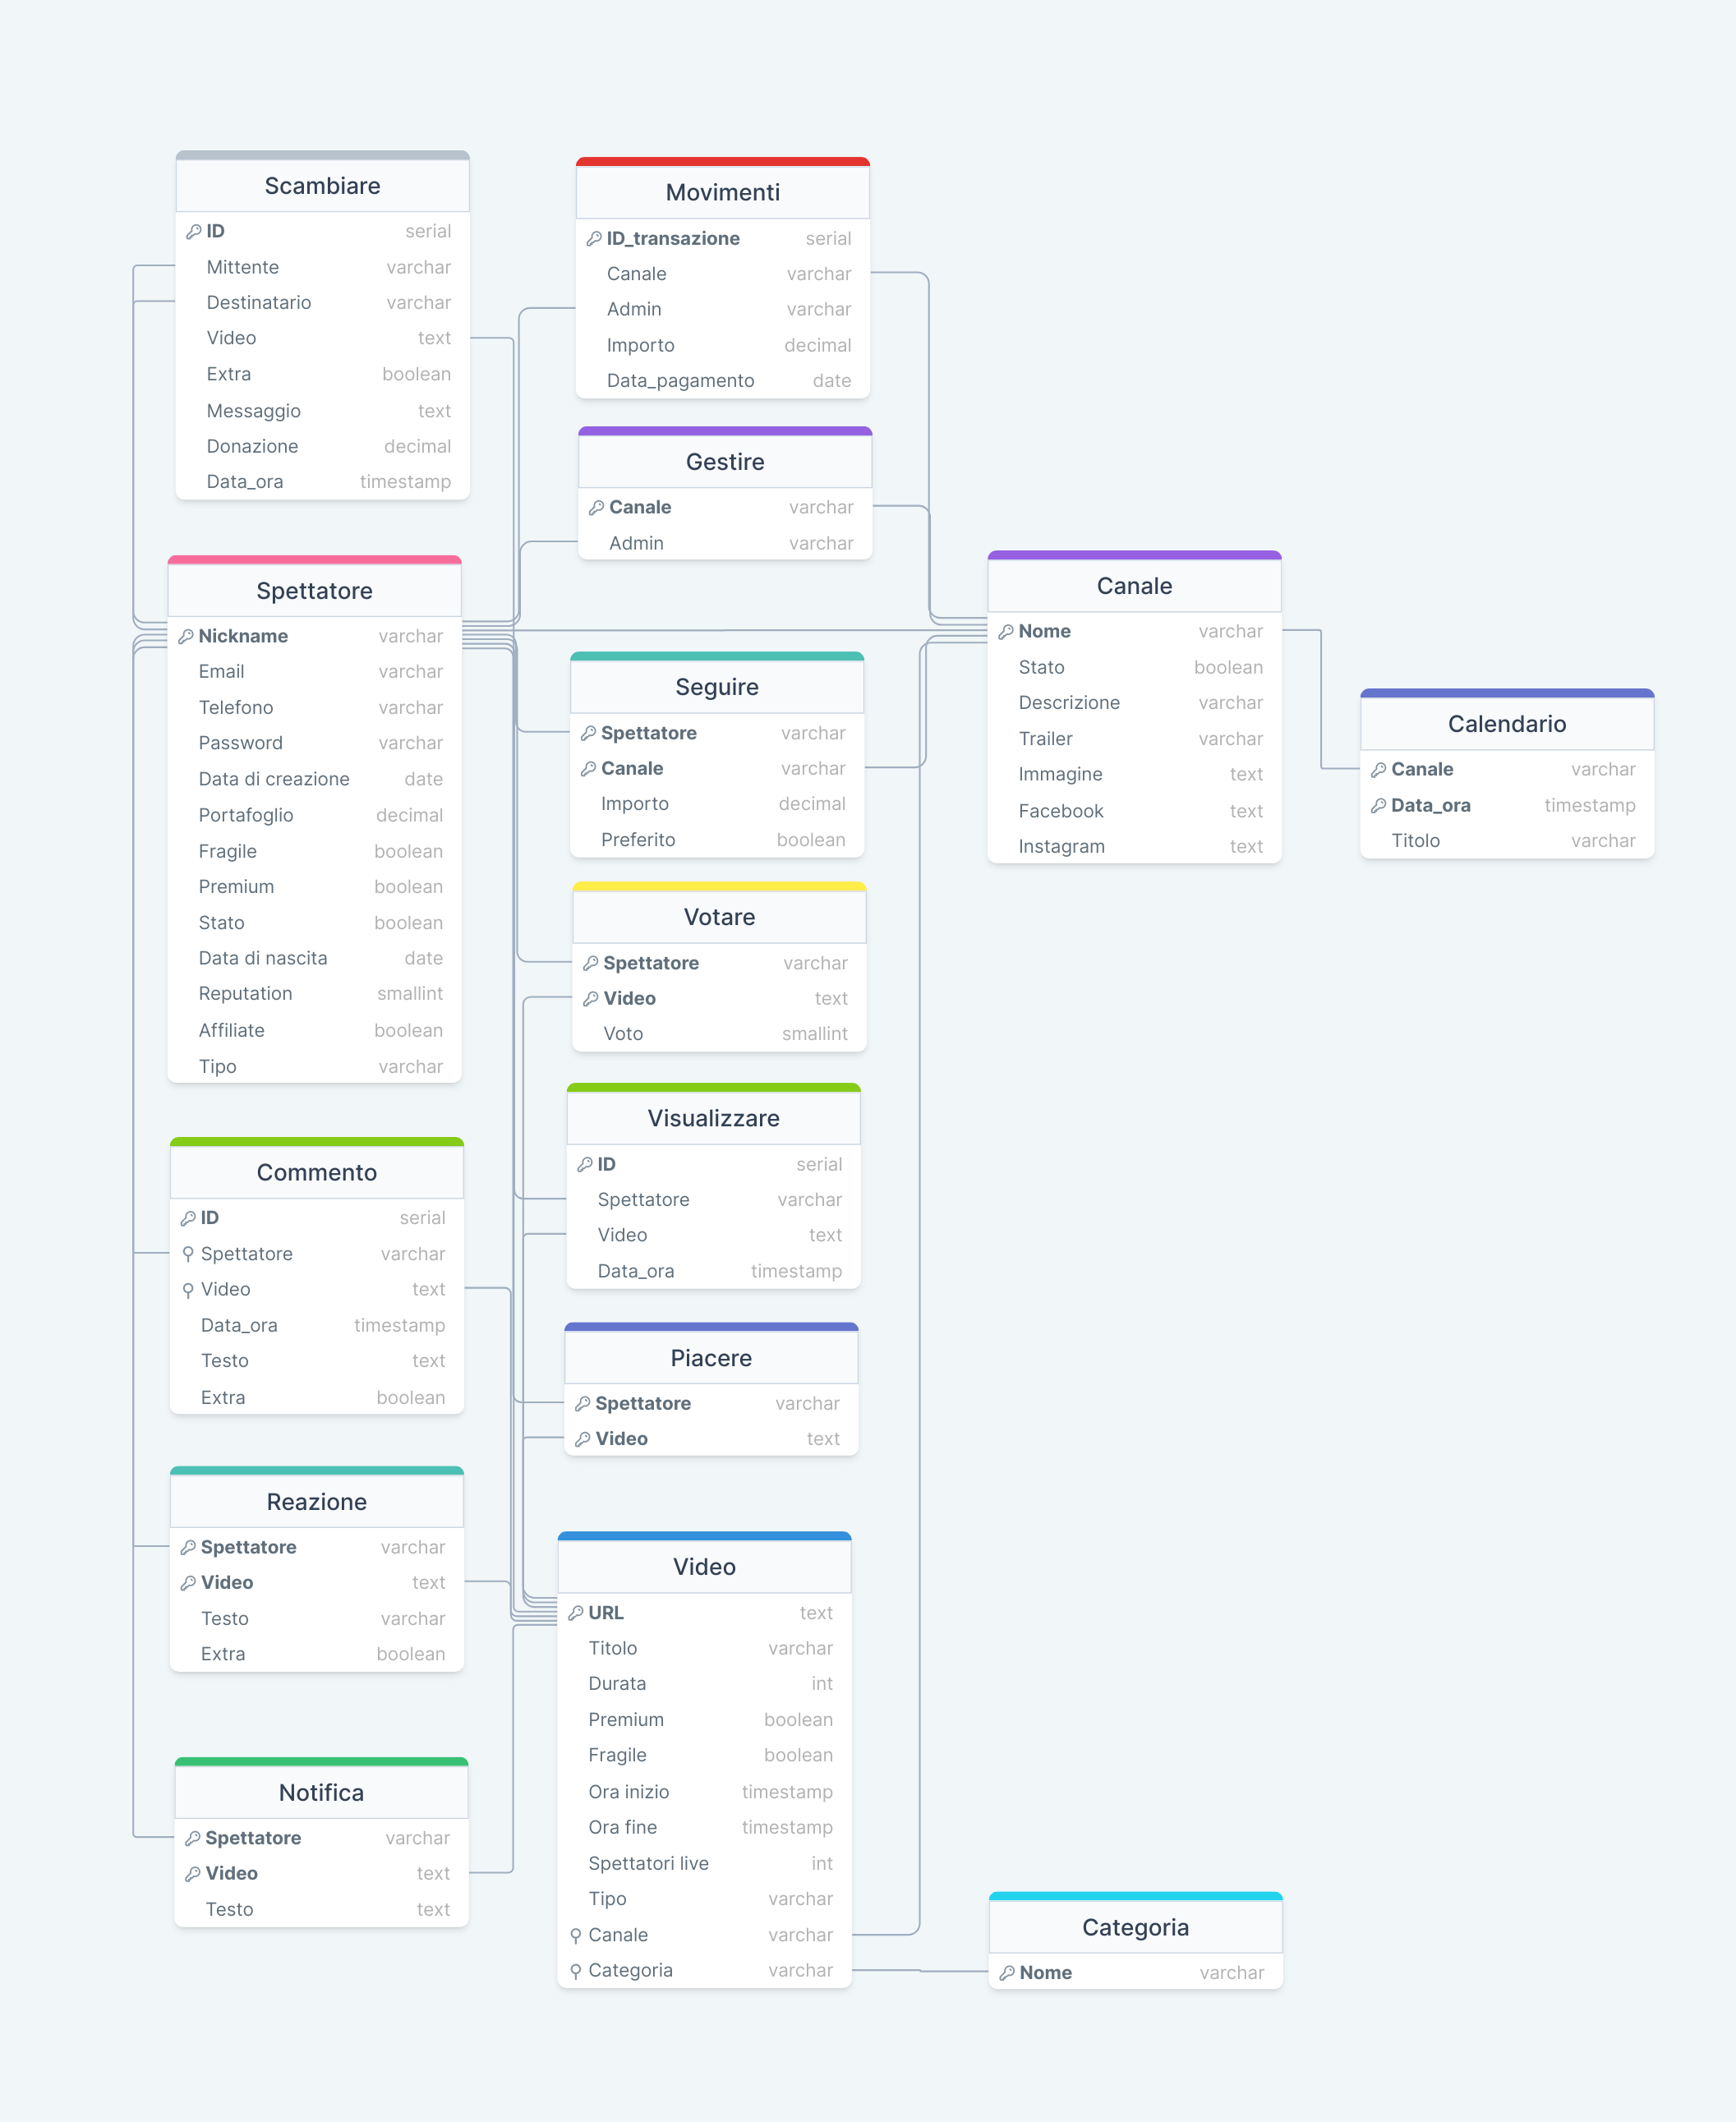 Scambiare
ID serial
Mittente varchar
Destinatario varchar
Video text
Extra boolean
Messaggio text
Donazione decimal
Data_ora timestamp
Movimenti
ID_transazione serial
Canale varchar
Admin varchar
Importo decimal
Data_pagamento date
Gestire
Canale varchar
Admin varchar
Spettatore
Nickname varchar
Email varchar
Telefono varchar
Password varchar
Data di creazione date
Portafoglio decimal
Fragile boolean
Premium boolean
Stato boolean
Data di nascita date
Reputation smallint
Affiliate boolean
Tipo varchar
Canale
Nome varchar
Stato boolean
Descrizione varchar
Trailer varchar
Immagine text
Facebook text
Instagram text
Calendario
Canale varchar
Data_ora timestamp
Titolo varchar
Seguire
Spettatore varchar
Canale varchar
Importo decimal
Preferito boolean
Votare
Spettatore varchar
Video text
Voto smallint
Visualizzare
ID serial
Spettatore varchar
Video text
Data_ora timestamp
Commento
ID serial
Spettatore varchar
Video text
Data_ora timestamp
Testo text
Extra boolean
Piacere
Spettatore varchar
Video text
Reazione
Spettatore varchar
Video text
Testo varchar
Extra boolean
Video
URL text
Titolo varchar
Durata int
Premium boolean
Fragile boolean
Ora inizio timestamp
Ora fine timestamp
Spettatori live int
Tipo varchar
Canale varchar
Categoria varchar
Notifica
Spettatore varchar
Video text
Testo text
Categoria
Nome varchar